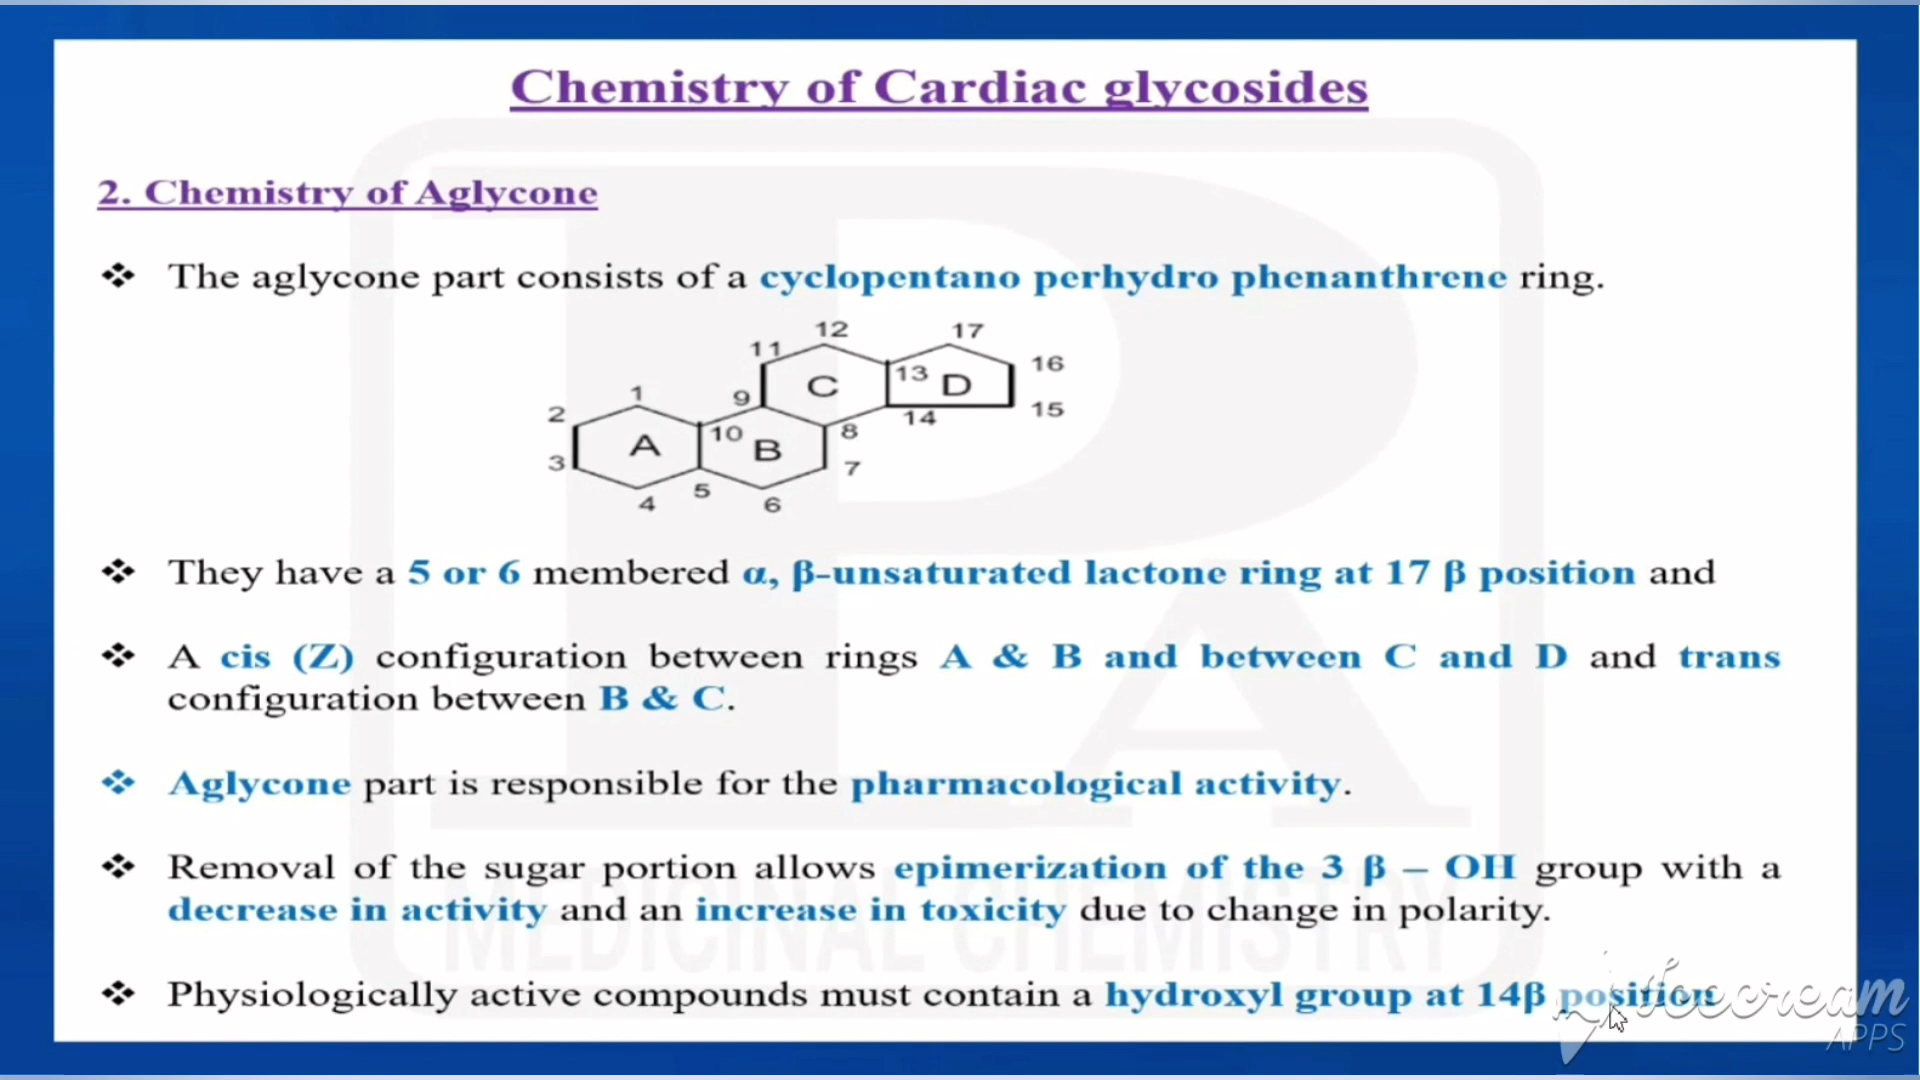 Chemistry of Cardiac glycosides
2. Chemistry of Aglycone
❖ The aglycone part consists of a cyclopentano perhydro phenanthrene ring.
12 17
11 16
13
C D
1 9 15
2 14
10 8
A B
3 7
5
4 6
❖ They have a 5 or 6 membered α, β-unsaturated lactone ring at 17 β position and
❖ A cis (Z) configuration between rings A & B and between C and D and trans
configuration between B & C.
❖ Aglycone part is responsible for the pharmacological activity.
❖ Removal of the sugar portion allows epimerization of the 3 β – OH group with a
decrease in activity and an increase in toxicity due to change in polarity.
❖ Physiologically active compounds must contain a hydroxyl group at 14β position
PA
MEDICINAL CHEMISTRY
Icecream
APPS